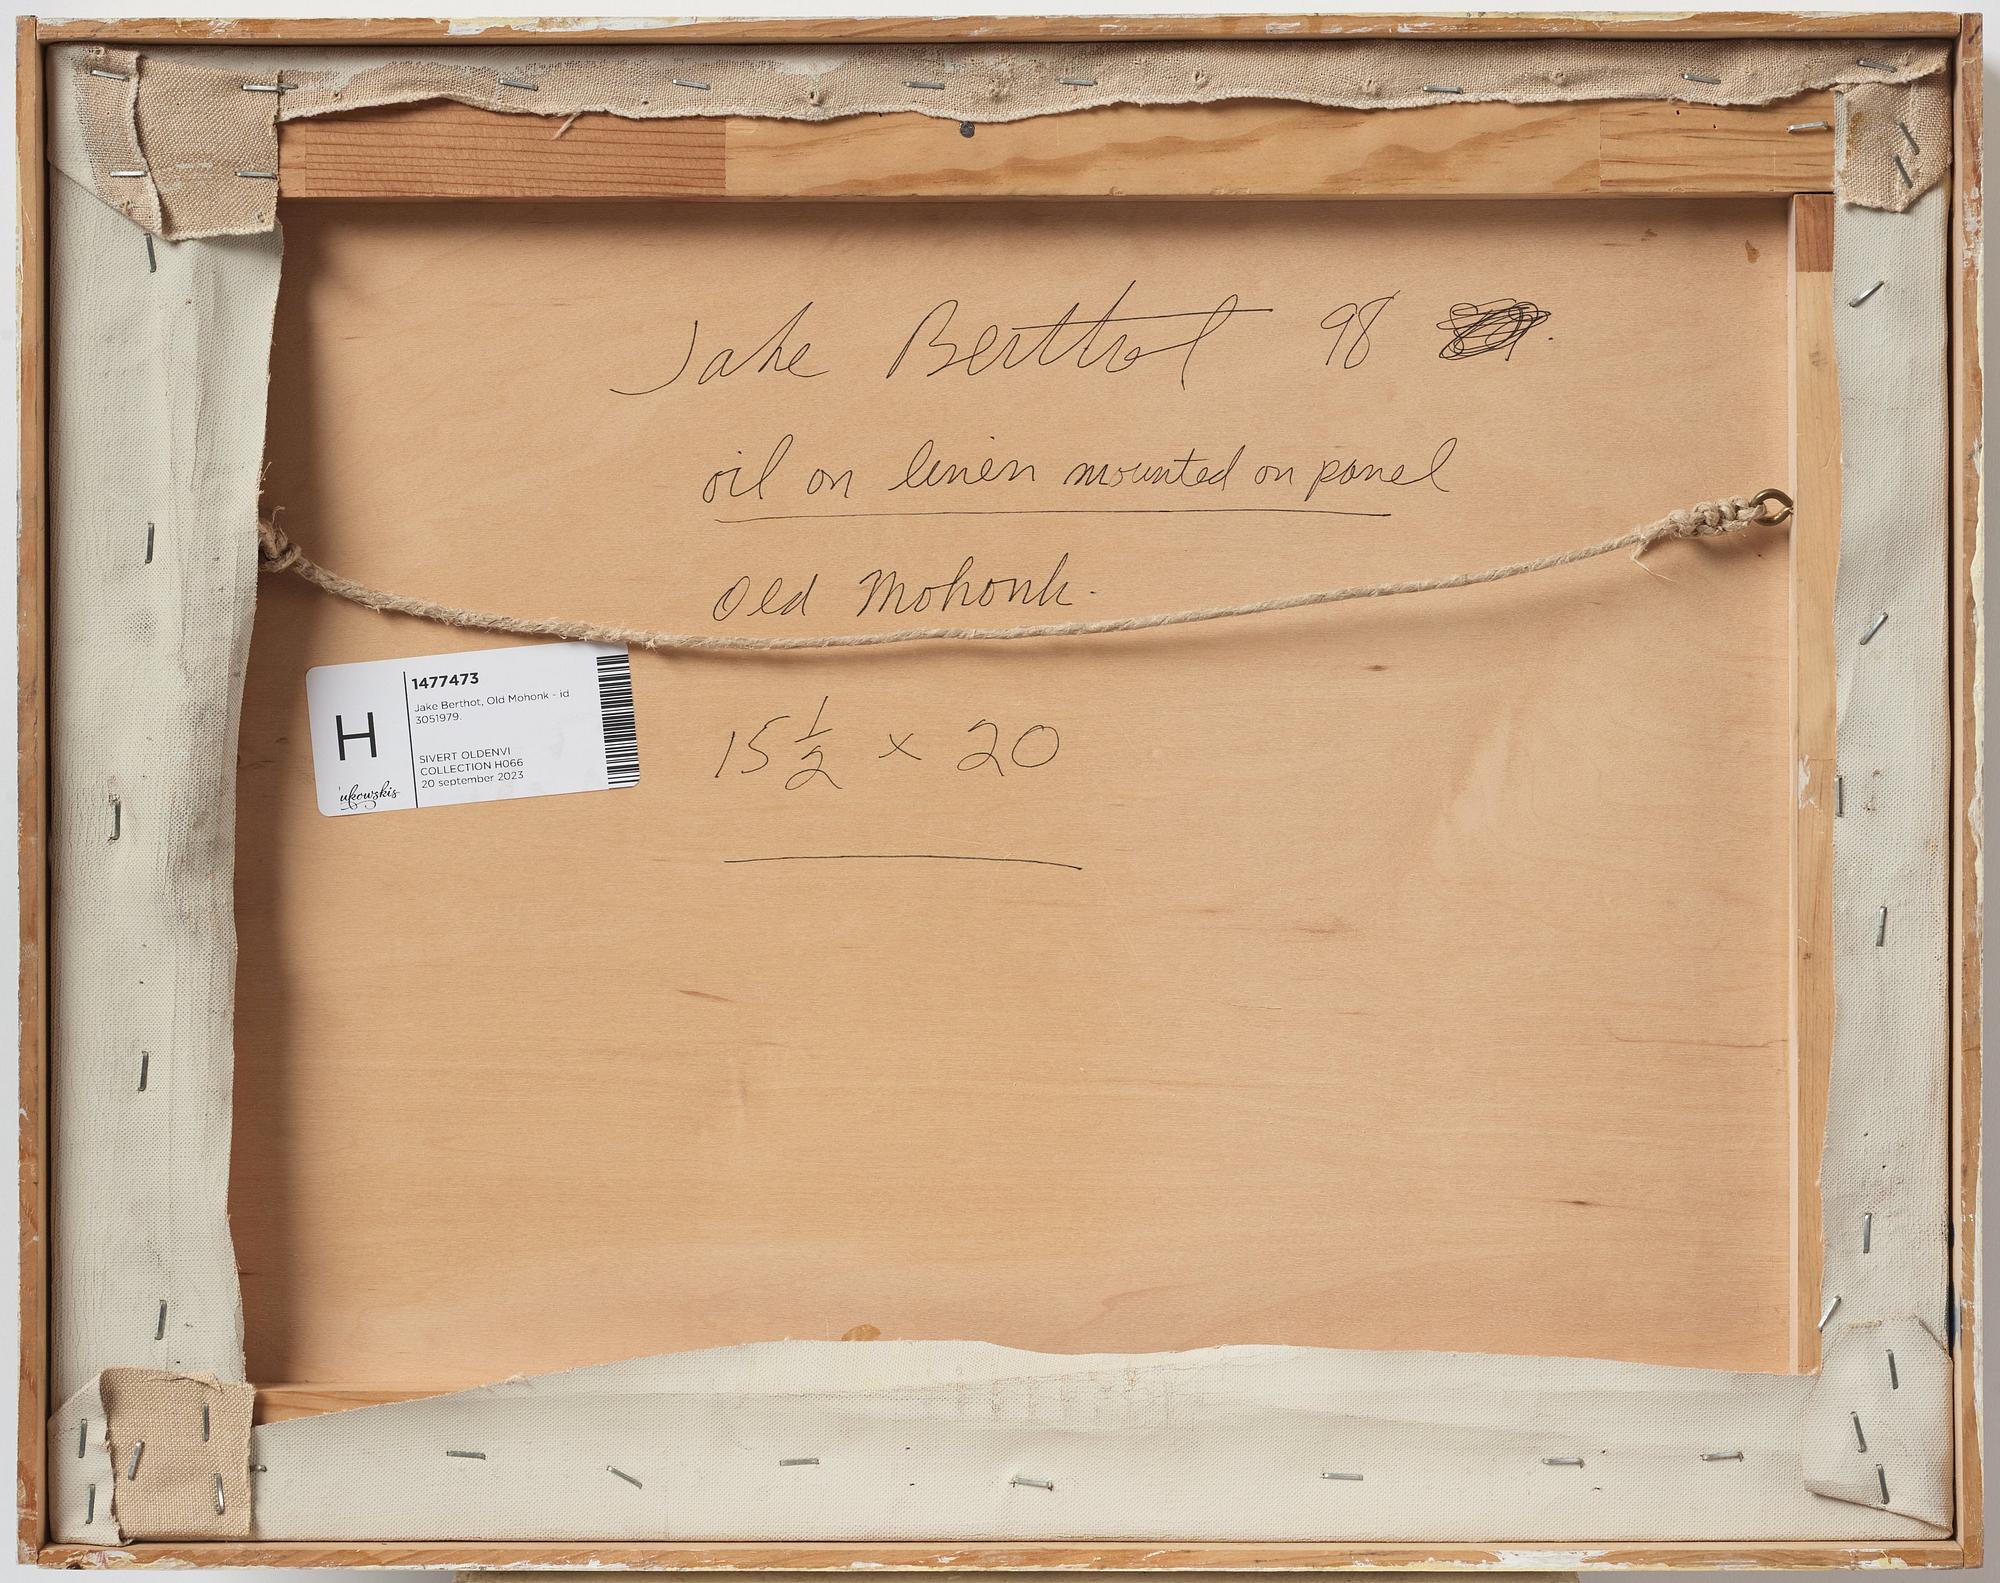 Jake Berthot 98
oil on linen mounted on panel
Old Mohonk.
1477473
Jake Berthot, Old Mohonk - id
3051979.
H
SIVERT OLDENVI
COLLECTION H066
20 september 2023
ukowskis
15 1/2 x 20